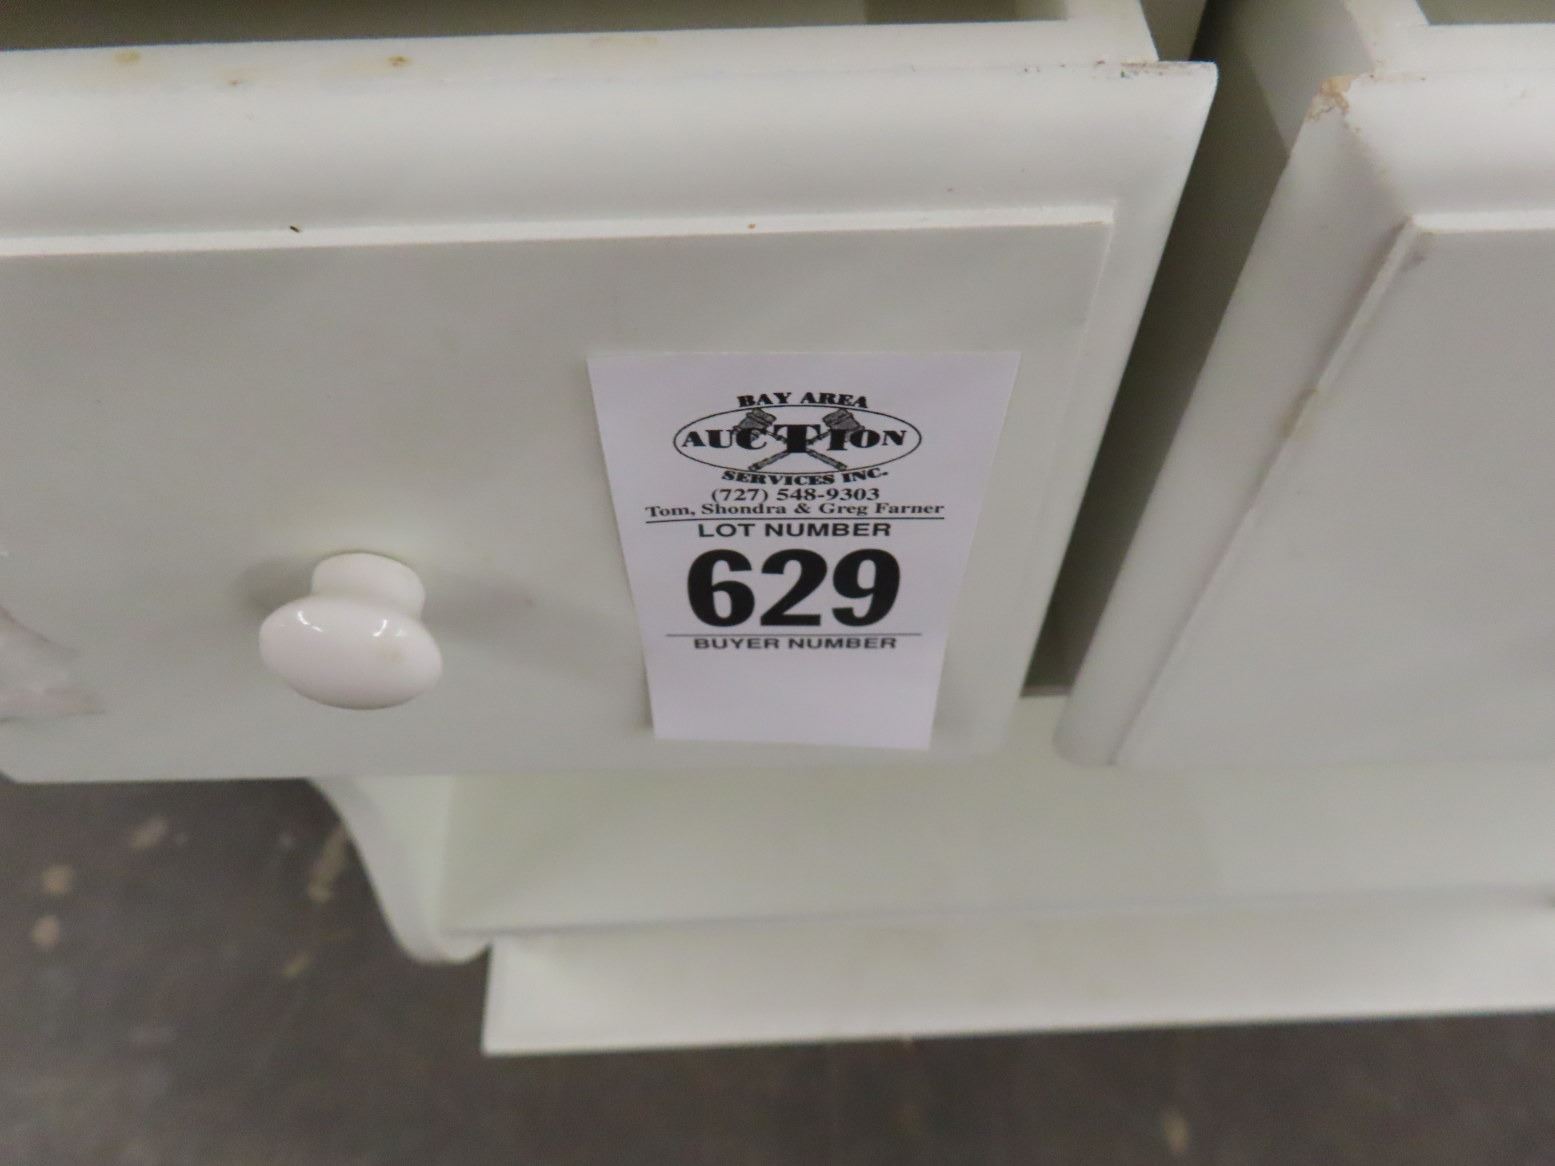 BAY AREA
AUCTION
SERVICES INC.
(727) 548-9303
Tom, Shondra & Greg Farner
LOT NUMBER
629
BUYER NUMBER